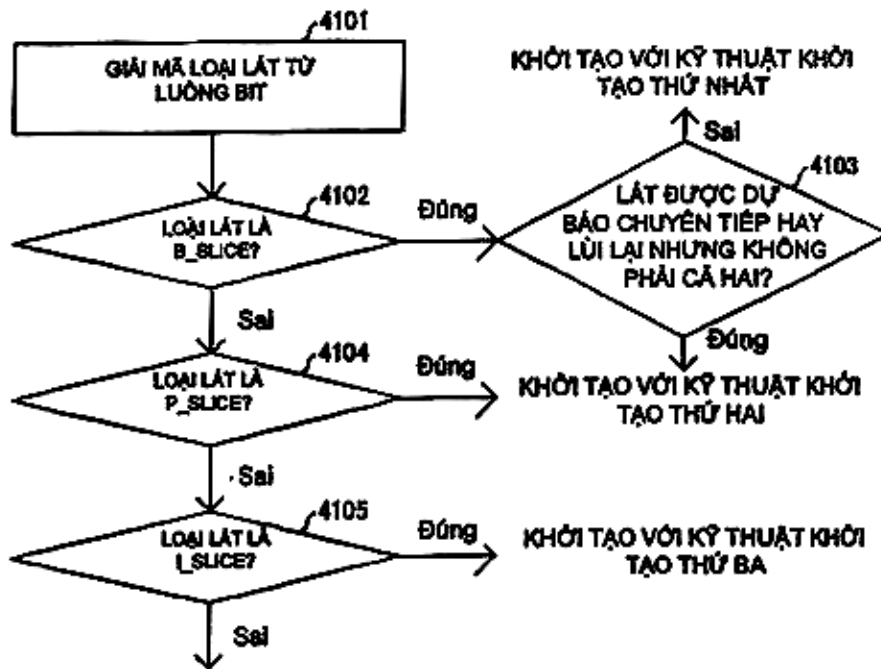 4101
GIẢI MÃ LOẠI LÁT TỪ
LUỒNG BIT
4102
LOẠI LÁT LÀ
B_SLICE?
Đúng
Sai
KHỞI TẠO VỚI KỸ THUẬT KHỞI
TẠO THỨ NHẤT
Sai
4103
LÁT ĐƯỢC DỰ
BÁO CHUYỂN TIẾP HAY
LÙI LẠI NHƯNG KHÔNG
PHẢI CẢ HAI?
Đúng
4104
LOẠI LÁT LÀ
P_SLICE?
Đúng
KHỞI TẠO VỚI KỸ THUẬT KHỞI
TẠO THỨ HAI
Sai
4105
LOẠI LÁT LÀ
I_SLICE?
Đúng
KHỞI TẠO VỚI KỸ THUẬT KHỞI
TẠO THỨ BA
Sai